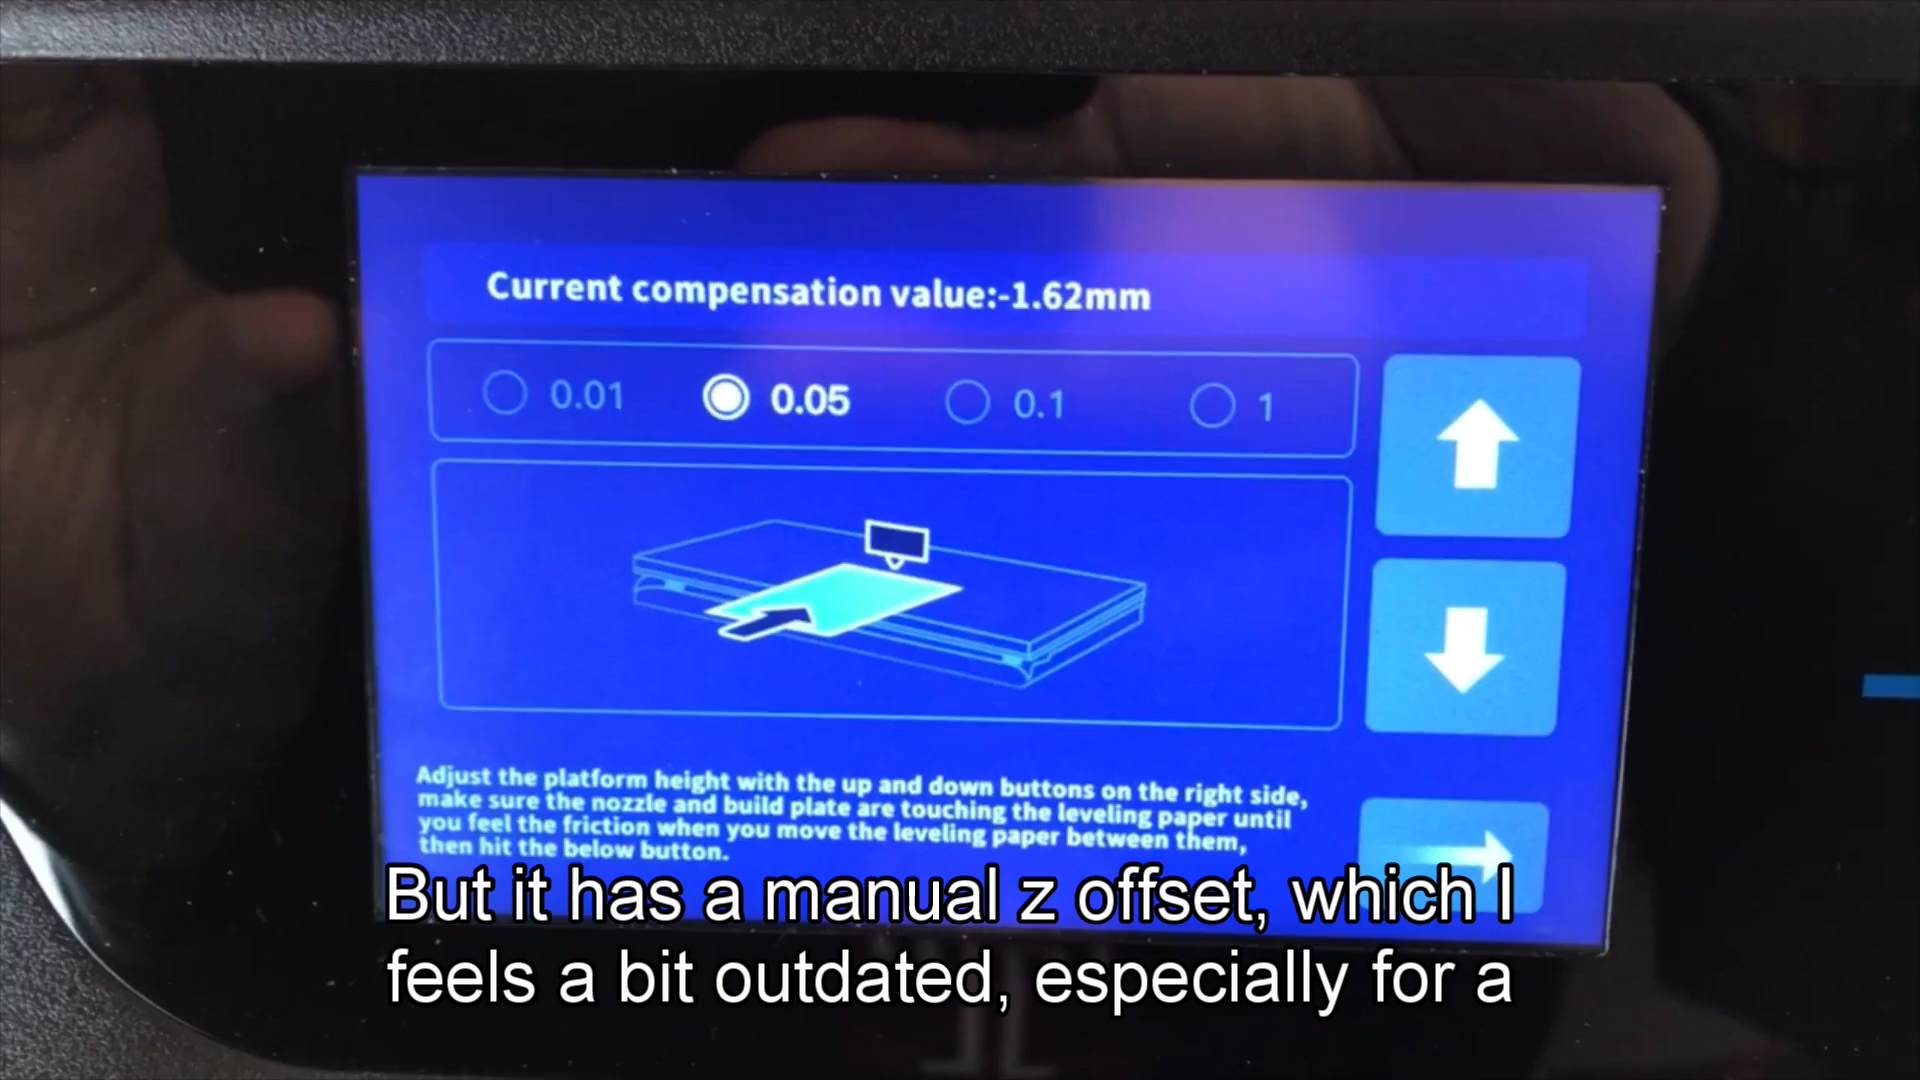 Current compensation value:-1.62mm
0.01 0.05 0.1 1
Adjust the platform height with the up and down buttons on the right side,
make sure the nozzle and build plate are touching the leveling paper until
you feel the friction when you move the leveling paper between them,
then hit the below button.
But it has a manual z offset, which I
feels a bit outdated, especially for a